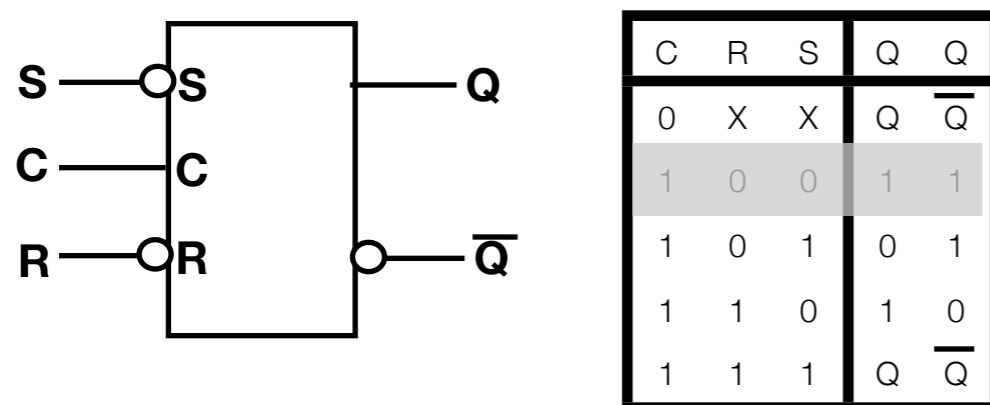 S S Q
C C
R R Q̅
C R S Q Q
0 X X Q Q̅
1 0 0 1 1
1 0 1 0 1
1 1 0 1 0
1 1 1 Q Q̅